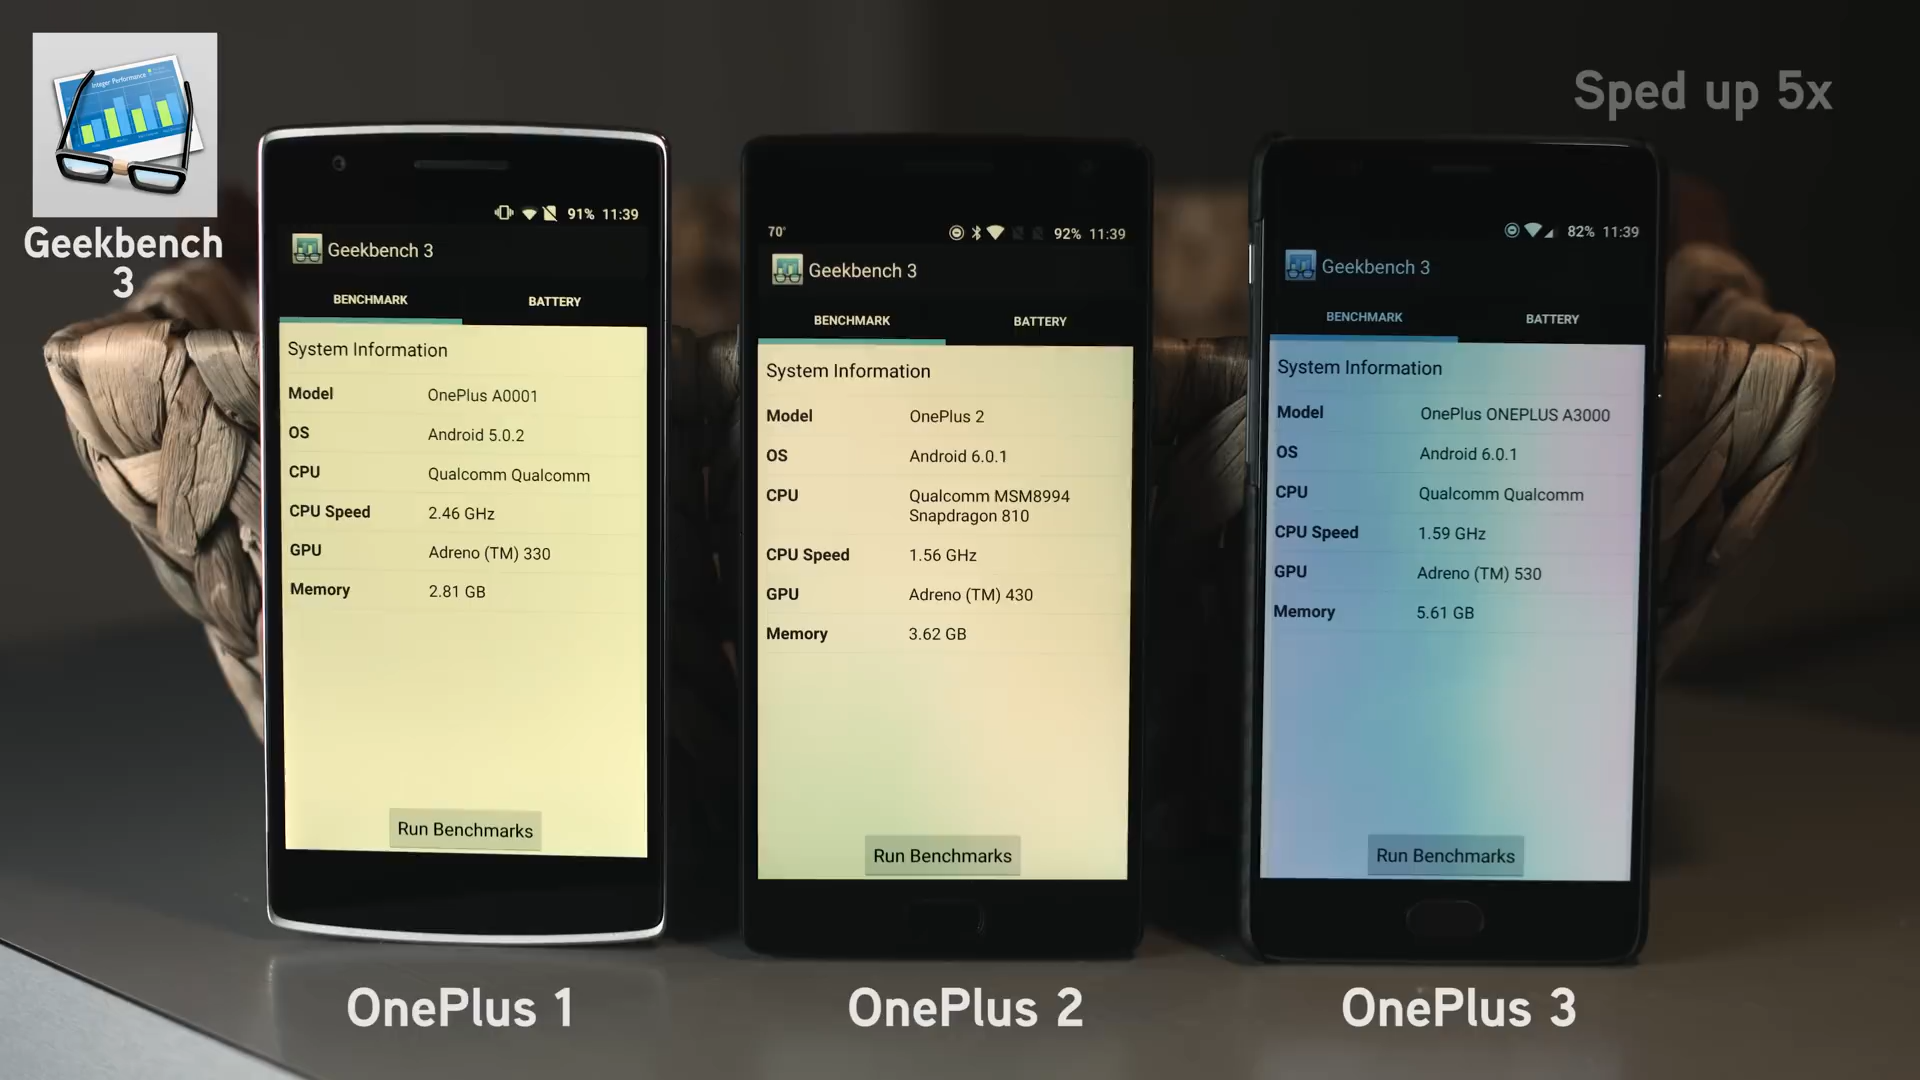 Integer Performance
Geekbench
3
Sped up 5x
91% 11:39
Geekbench 3
BENCHMARK BATTERY
System Information
Model OnePlus A0001
OS Android 5.0.2
CPU Qualcomm Qualcomm
CPU Speed 2.46 GHz
GPU Adreno (TM) 330
Memory 2.81 GB
Run Benchmarks
OnePlus 1
70° 92% 11:39
Geekbench 3
BENCHMARK BATTERY
System Information
Model OnePlus 2
OS Android 6.0.1
CPU Qualcomm MSM8994
Snapdragon 810
CPU Speed 1.56 GHz
GPU Adreno (TM) 430
Memory 3.62 GB
Run Benchmarks
OnePlus 2
82% 11:39
Geekbench 3
BENCHMARK BATTERY
System Information
Model OnePlus ONEPLUS A3000
OS Android 6.0.1
CPU Qualcomm Qualcomm
CPU Speed 1.59 GHz
GPU Adreno (TM) 530
Memory 5.61 GB
Run Benchmarks
OnePlus 3